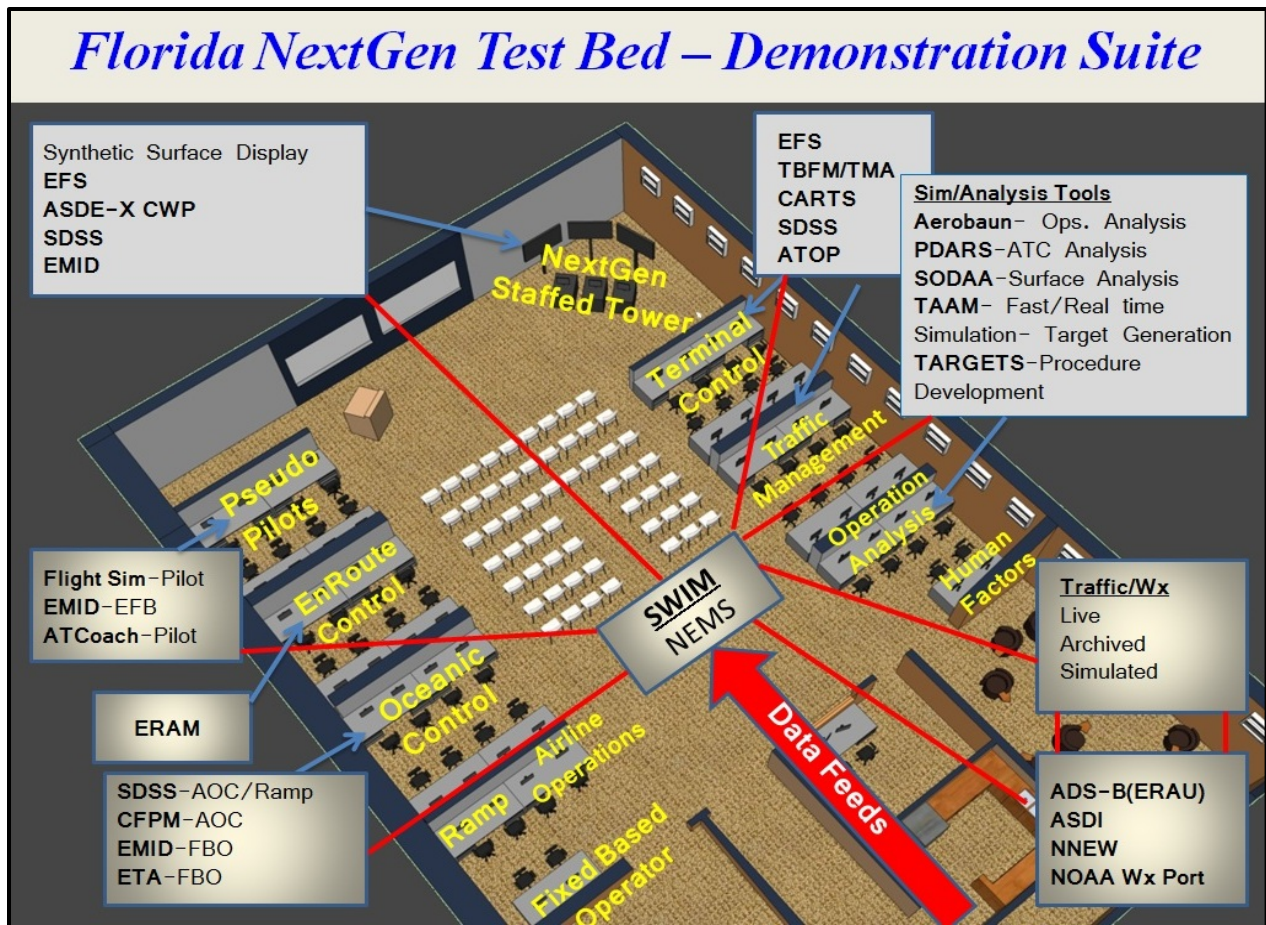 Florida NextGen Test Bed – Demonstration Suite
Synthetic Surface Display
EFS
ASDE-X CWP
SDSS
EMID
EFS
TBFM/TMA
CARTS
SDSS
ATOP
Sim/Analysis Tools
Aerobaun- Ops. Analysis
PDARS-ATC Analysis
SODAA-Surface Analysis
TAAM- Fast/Real time
Simulation- Target Generation
TARGETS-Procedure
Development
NextGen
Staffed Tower
Terminal
Control
Traffic
Management
Operation
Analysis
Human
Factors
Pseudo
Pilots
EnRoute
Control
Oceanic
Control
Airline
Operations
Ramp
Fixed Based
Operator
Flight Sim-Pilot
EMID-EFB
ATCoach-Pilot
ERAM
SDSS-AOC/Ramp
CFPM-AOC
EMID-FBO
ETA-FBO
SWIM
NEMS
Data Feeds
Traffic/Wx
Live
Archived
Simulated
ADS-B(ERAU)
ASDI
NNEW
NOAA Wx Port